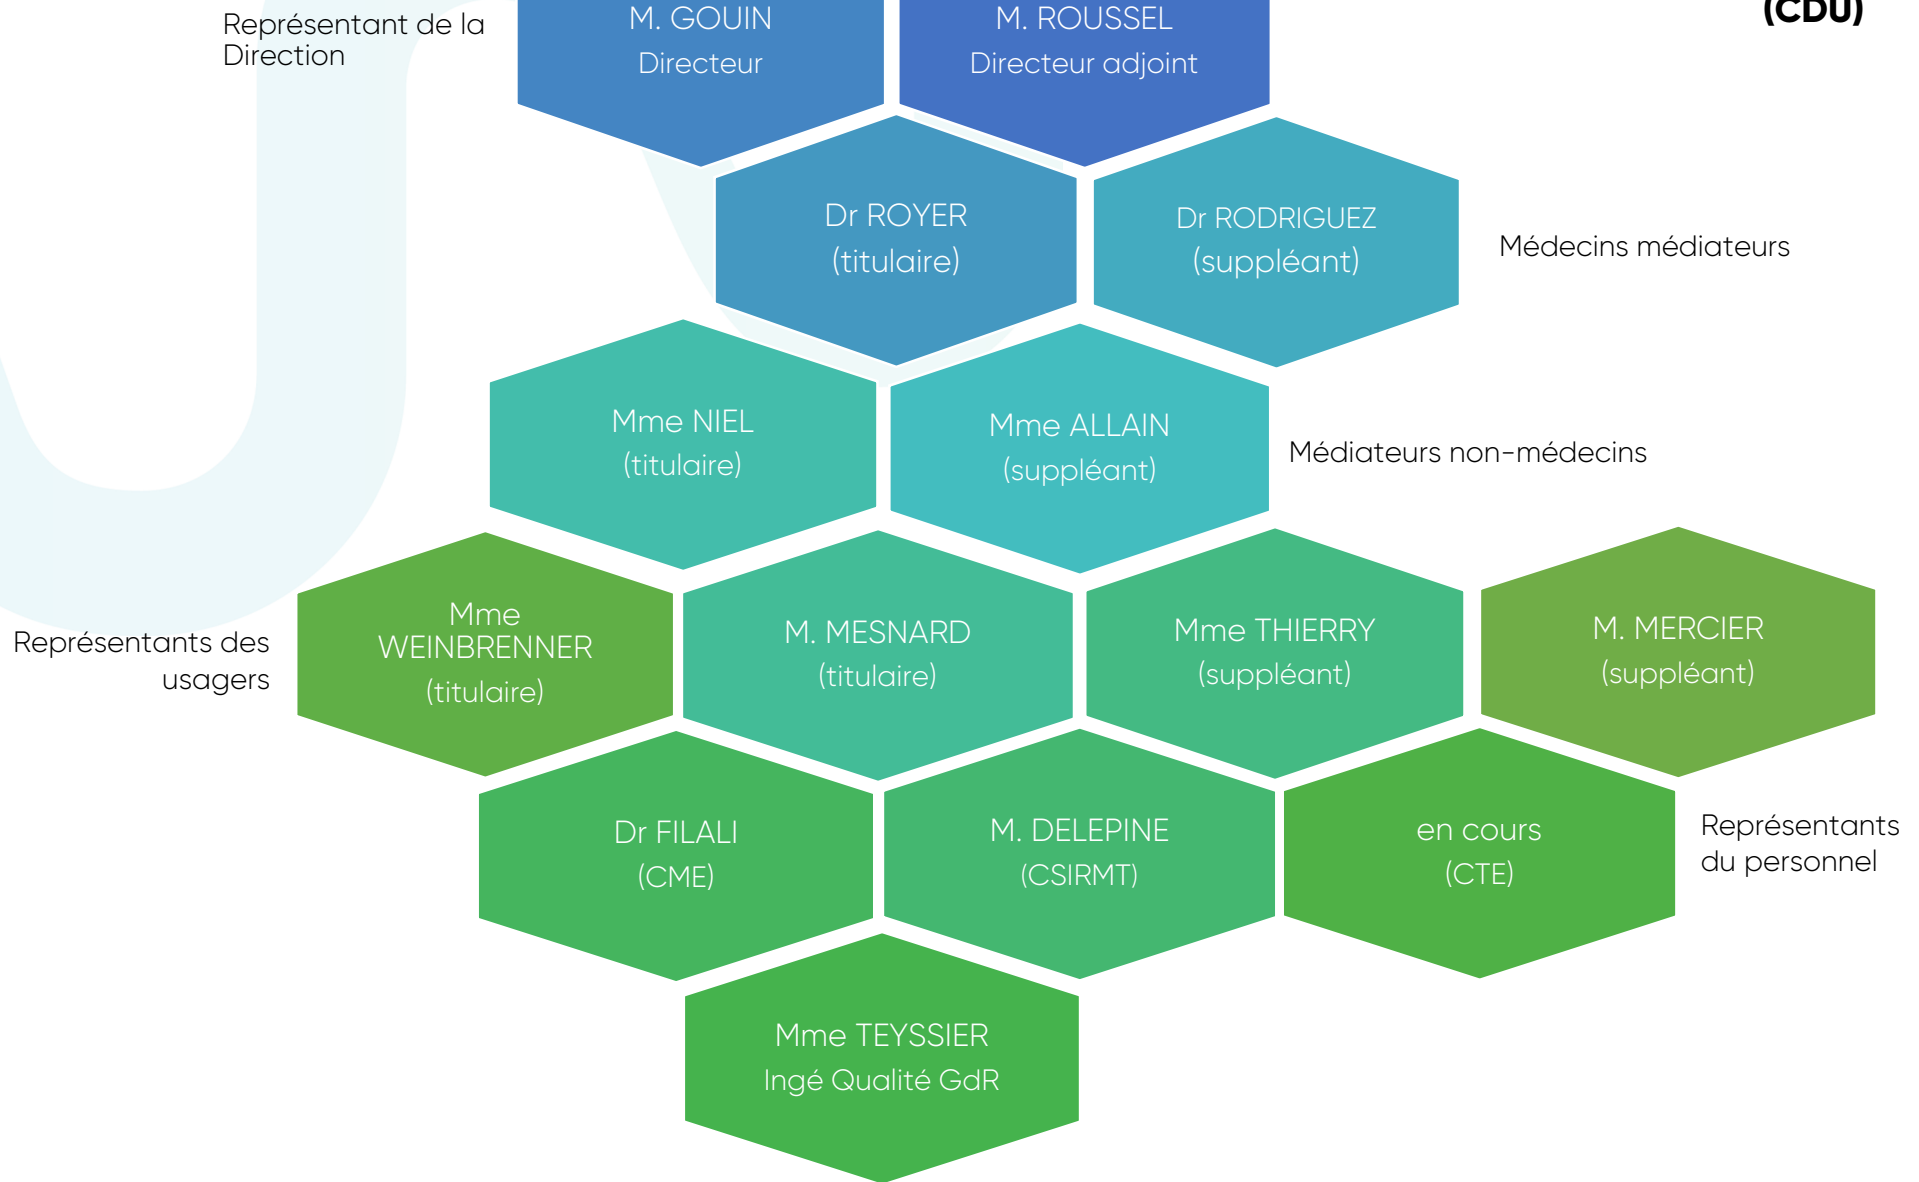 (CDU)
Représentant de la
Direction
M. GOUIN
Directeur
M. ROUSSEL
Directeur adjoint
Dr ROYER
(titulaire)
Dr RODRIGUEZ
(suppléant)
Médecins médiateurs
Mme NIEL
(titulaire)
Mme ALLAIN
(suppléant)
Médiateurs non-médecins
Représentants des
usagers
Mme
WEINBRENNER
(titulaire)
M. MESNARD
(titulaire)
Mme THIERRY
(suppléant)
M. MERCIER
(suppléant)
Dr FILALI
(CME)
M. DELEPINE
(CSIRMT)
en cours
(CTE)
Représentants
du personnel
Mme TEYSSIER
Ingé Qualité GdR